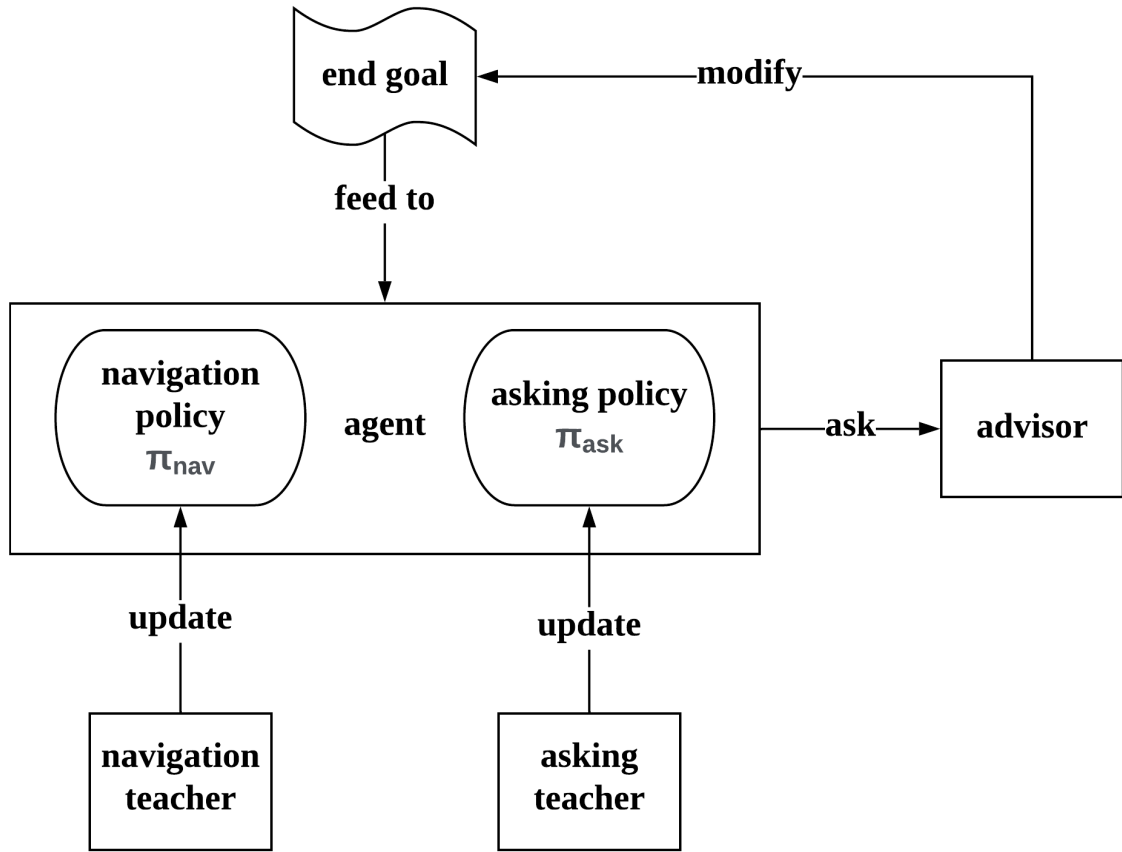 end goal
modify
feed to
navigation
policy
πnav
agent
asking policy
πask
ask
advisor
update
update
navigation
teacher
asking
teacher